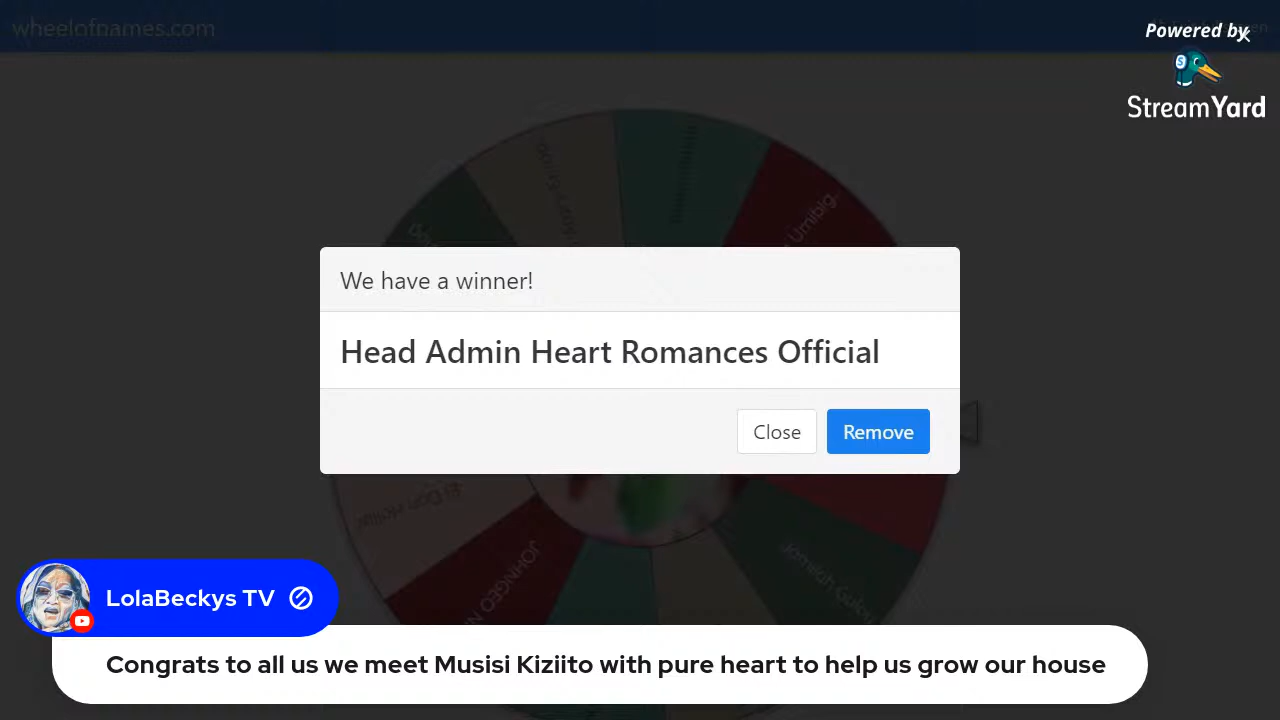 wheelofnames.com
Powered by
StreamYard
We have a winner!
Head Admin Heart Romances Official
Close
Remove
LolaBeckys TV
Congrats to all us we meet Musisi Kiziito with pure heart to help us grow our house